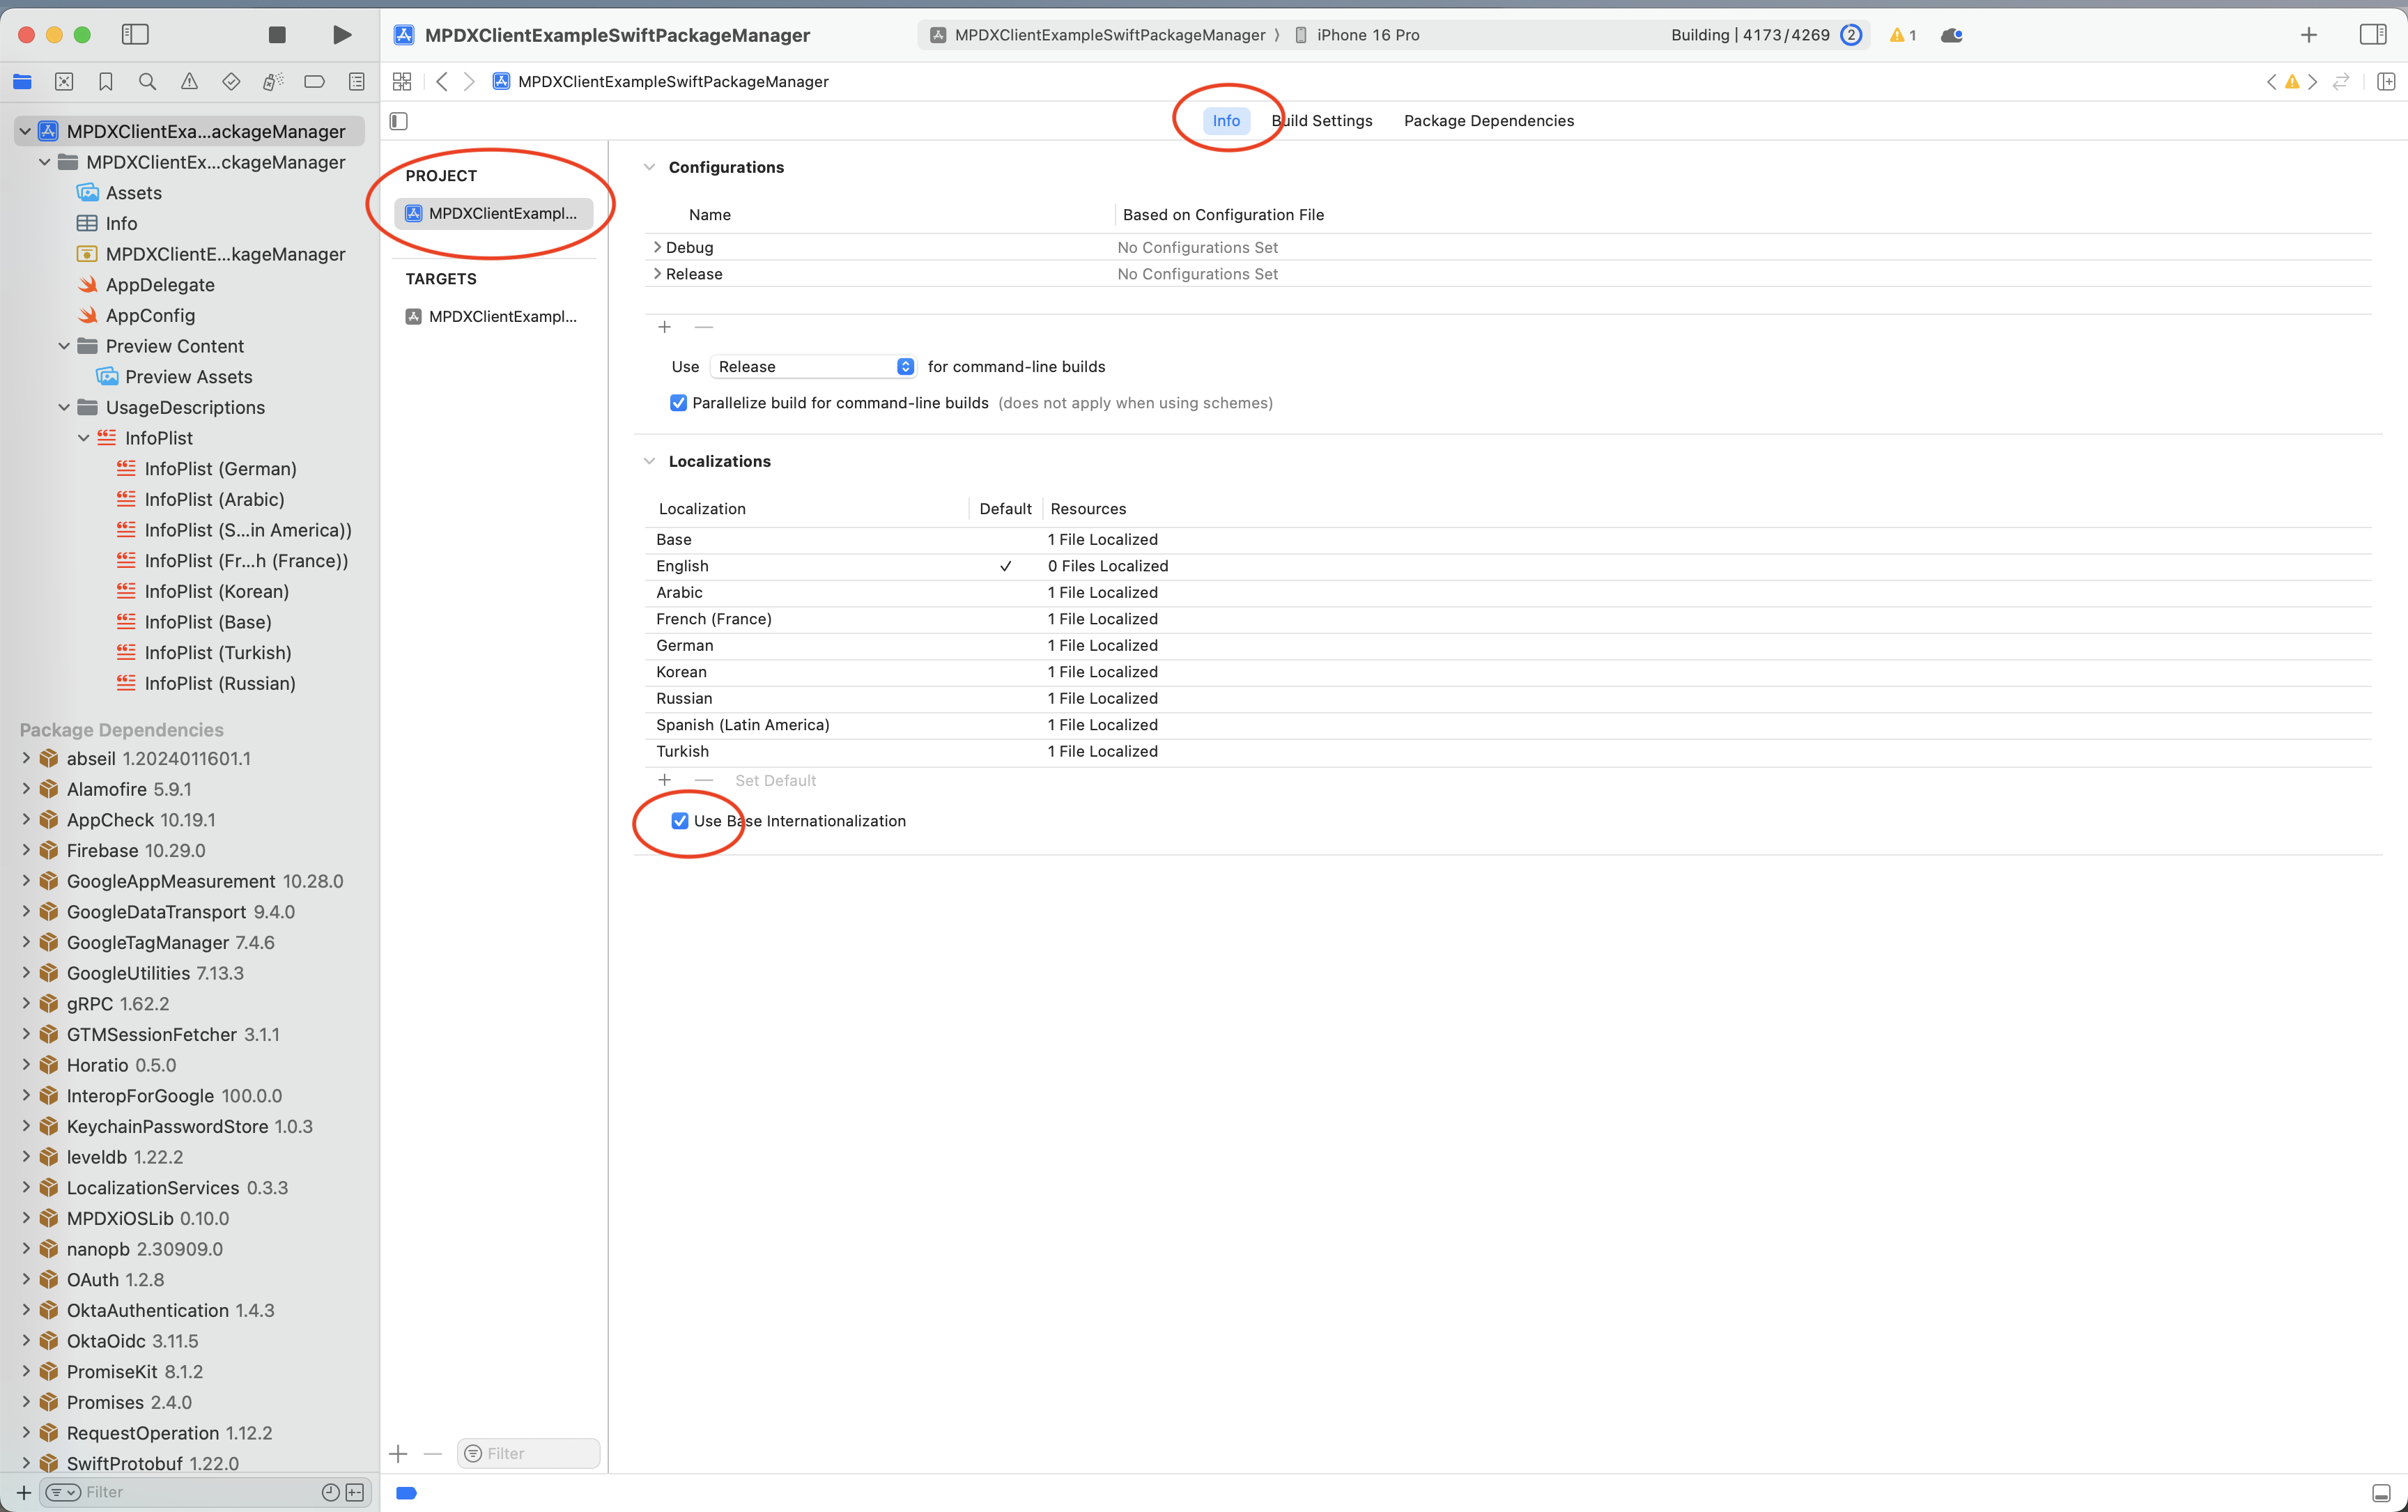 MPDXClientExampleSwiftPackageManager
MPDXClientExampleSwiftPackageManager
iPhone 16 Pro
Building | 4173/4269
2
1
MPDXClientExampleSwiftPackageManager
MPDXClientExa...ackageManager
MPDXClientEx...ckageManager
Assets
Info
MPDXClientE...kageManager
AppDelegate
AppConfig
Preview Content
Preview Assets
UsageDescriptions
InfoPlist
InfoPlist (German)
InfoPlist (Arabic)
InfoPlist (S...in America))
InfoPlist (Fr...h (France))
InfoPlist (Korean)
InfoPlist (Base)
InfoPlist (Turkish)
InfoPlist (Russian)
Package Dependencies
abseil 1.2024011601.1
Alamofire 5.9.1
AppCheck 10.19.1
Firebase 10.29.0
GoogleAppMeasurement 10.28.0
GoogleDataTransport 9.4.0
GoogleTagManager 7.4.6
GoogleUtilities 7.13.3
gRPC 1.62.2
GTMSessionFetcher 3.1.1
Horatio 0.5.0
InteropForGoogle 100.0.0
KeychainPasswordStore 1.0.3
leveldb 1.22.2
LocalizationServices 0.3.3
MPDXiOSLib 0.10.0
nanopb 2.30909.0
OAuth 1.2.8
OktaAuthentication 1.4.3
OktaOidc 3.11.5
PromiseKit 8.1.2
Promises 2.4.0
RequestOperation 1.12.2
SwiftProtobuf 1.22.0
Filter
PROJECT
MPDXClientExampl...
TARGETS
MPDXClientExampl...
Filter
Info Build Settings Package Dependencies
Configurations
Name Based on Configuration File
Debug No Configurations Set
Release No Configurations Set
Use Release for command-line builds
Parallelize build for command-line builds (does not apply when using schemes)
Localizations
Localization Default Resources
Base 1 File Localized
English ✓ 0 Files Localized
Arabic 1 File Localized
French (France) 1 File Localized
German 1 File Localized
Korean 1 File Localized
Russian 1 File Localized
Spanish (Latin America) 1 File Localized
Turkish 1 File Localized
Set Default
Use Base Internationalization